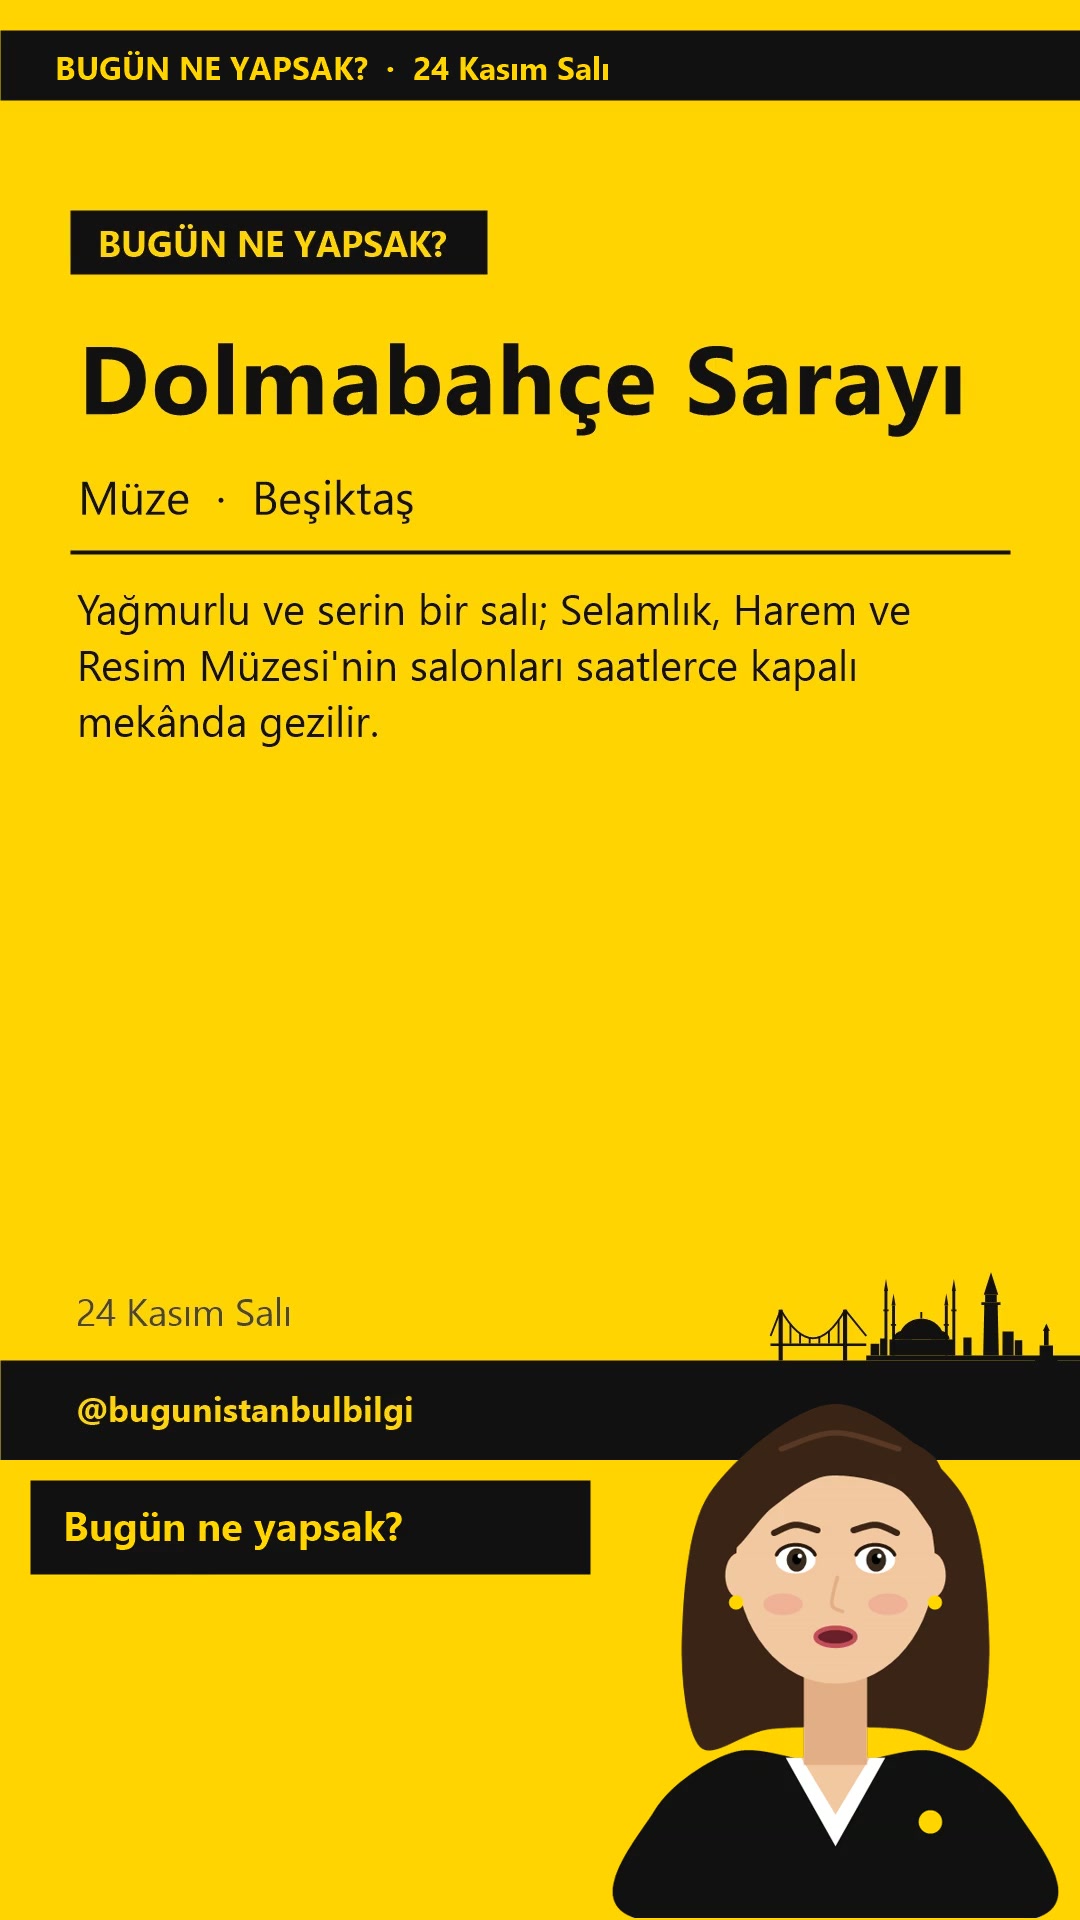 BUGÜN NE YAPSAK? · 24 Kasım Salı
BUGÜN NE YAPSAK?
Dolmabahçe Sarayı
Müze · Beşiktaş
Yağmurlu ve serin bir salı; Selamlık, Harem ve
Resim Müzesi'nin salonları saatlerce kapalı
mekânda gezilir.
24 Kasım Salı
@bugunistanbulbilgi
Bugün ne yapsak?